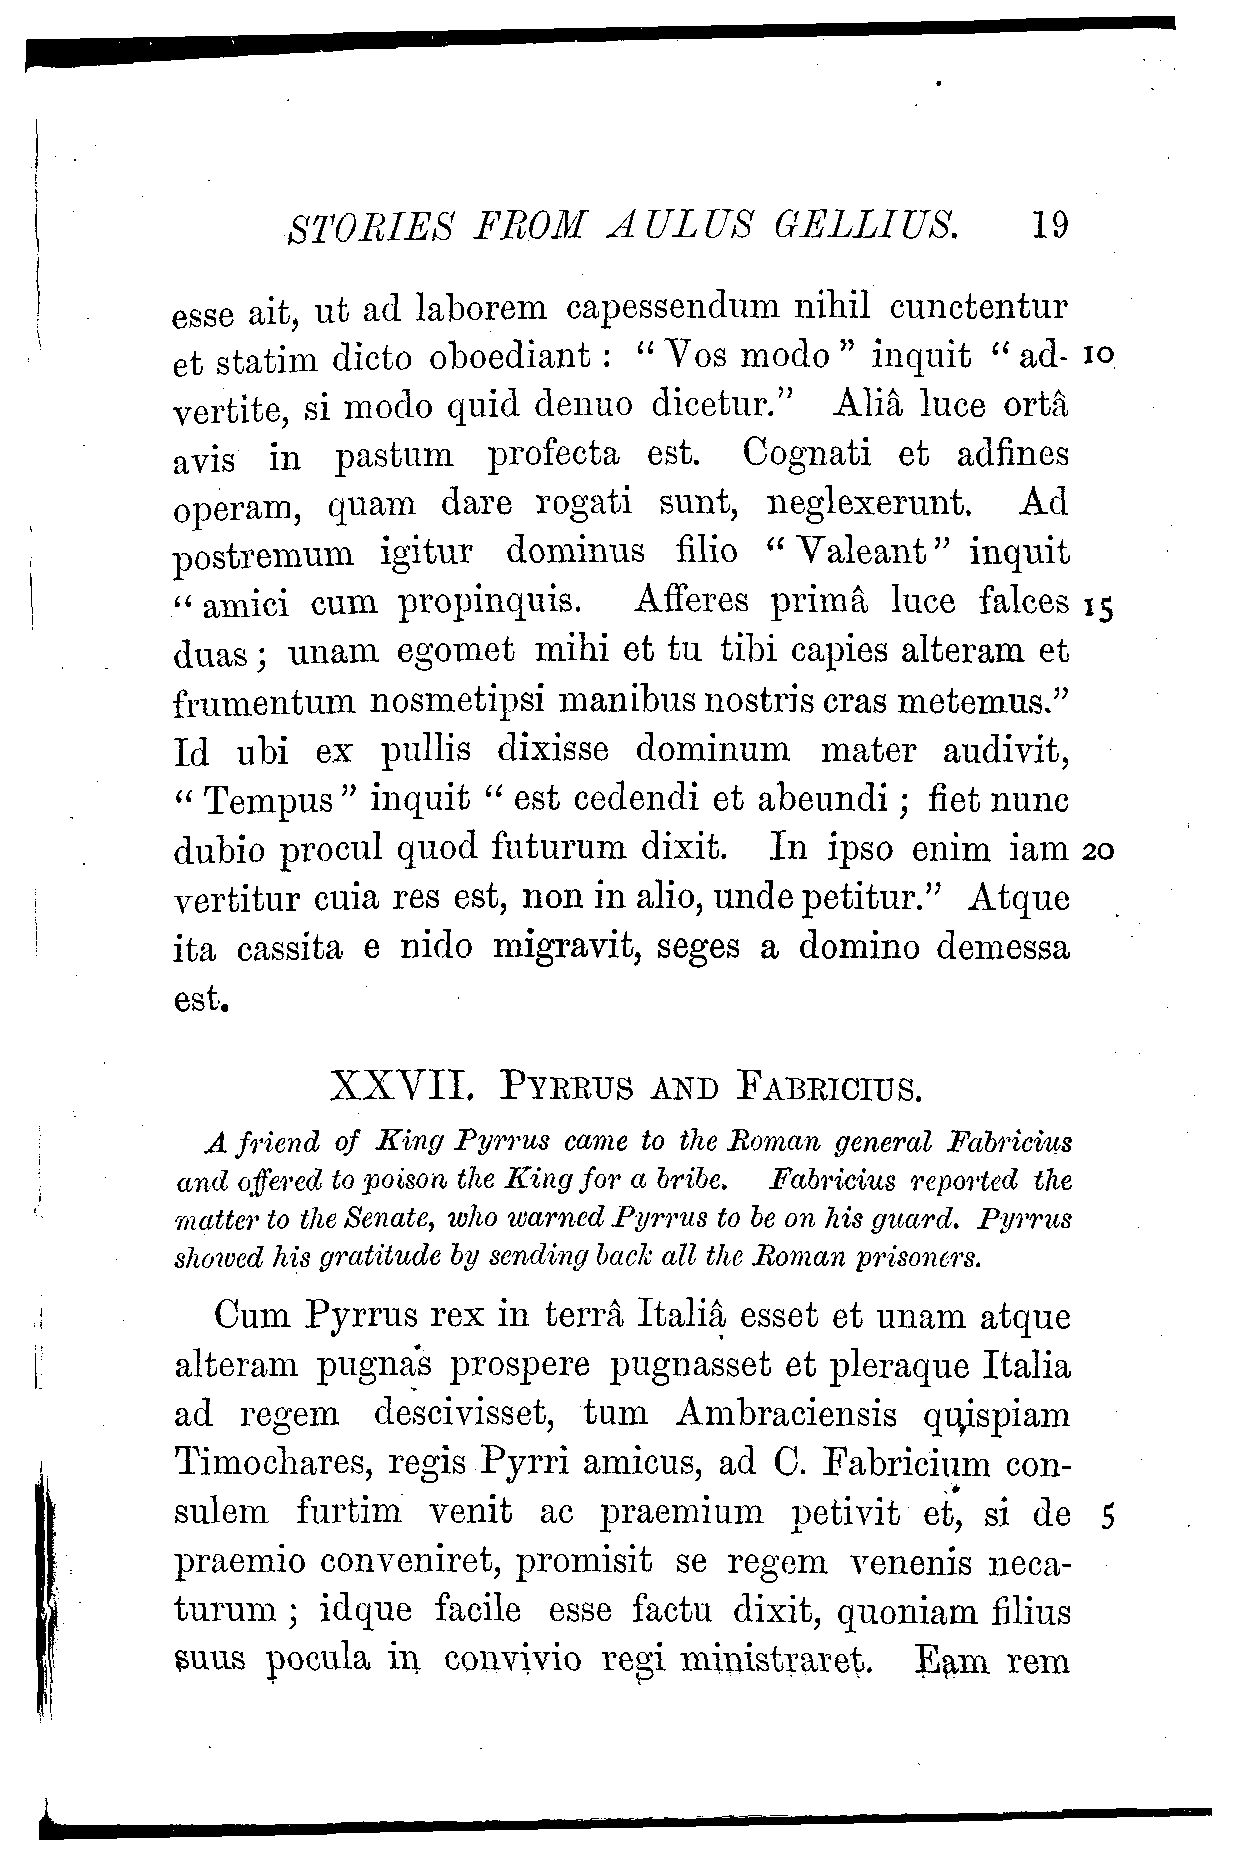 STORIES FROM AULUS GELLIUS. 19
esse ait, ut ad laborem capessendum nihil cunctentur
et statim dicto oboediant : “ Vos modo ” inquit “ ad- 10
vertite, si modo quid denuo dicetur.” Aliâ luce ortâ
avis in pastum profecta est. Cognati et adfines
operam, quam dare rogati sunt, neglexerunt. Ad
postremum igitur dominus filio “ Valeant ” inquit
“ amici cum propinquis. Afferes primâ luce falces 15
duas ; unam egomet mihi et tu tibi capies alteram et
frumentum nosmetipsi manibus nostris cras metemus.”
Id ubi ex pullis dixisse dominum mater audivit,
“ Tempus ” inquit “ est cedendi et abeundi ; fiet nunc
dubio procul quod futurum dixit. In ipso enim iam 20
vertitur cuia res est, non in alio, unde petitur.” Atque
ita cassita e nido migravit, seges a domino demessa
est.
XXVII. PYRRUS AND FABRICIUS.
A friend of King Pyrrus came to the Roman general Fabricius
and offered to poison the King for a bribe. Fabricius reported the
matter to the Senate, who warned Pyrrus to be on his guard. Pyrrus
showed his gratitude by sending back all the Roman prisoners.
Cum Pyrrus rex in terrâ Italiâ esset et unam atque
alteram pugnas prospere pugnasset et pleraque Italia
ad regem descivisset, tum Ambraciensis quispiam
Timochares, regis Pyrri amicus, ad C. Fabricium con-
sulem furtim venit ac praemium petivit et, si de 5
praemio conveniret, promisit se regem venenis neca-
turum ; idque facile esse factu dixit, quoniam filius
suus pocula in convivio regi ministraret. Eam rem